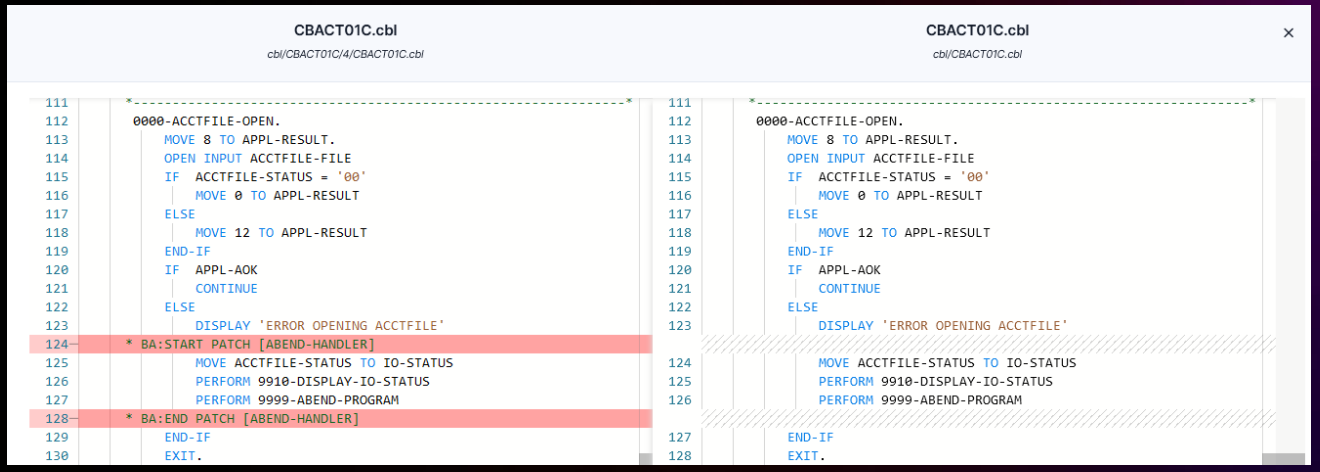 CBACT01C.cbl
cbl/CBACT01C/4/CBACT01C.cbl
111 *---------------------------------------------------------------*
112 0000-ACCTFILE-OPEN.
113 MOVE 8 TO APPL-RESULT.
114 OPEN INPUT ACCTFILE-FILE
115 IF  ACCTFILE-STATUS = '00'
116 MOVE 0 TO APPL-RESULT
117 ELSE
118 MOVE 12 TO APPL-RESULT
119 END-IF
120 IF  APPL-AOK
121 CONTINUE
122 ELSE
123 DISPLAY 'ERROR OPENING ACCTFILE'
124— * BA:START PATCH [ABEND-HANDLER]
125 MOVE ACCTFILE-STATUS TO IO-STATUS
126 PERFORM 9910-DISPLAY-IO-STATUS
127 PERFORM 9999-ABEND-PROGRAM
128— * BA:END PATCH [ABEND-HANDLER]
129 END-IF
130 EXIT.
CBACT01C.cbl
cbl/CBACT01C.cbl
×
111 *---------------------------------------------------------------*
112 0000-ACCTFILE-OPEN.
113 MOVE 8 TO APPL-RESULT.
114 OPEN INPUT ACCTFILE-FILE
115 IF  ACCTFILE-STATUS = '00'
116 MOVE 0 TO APPL-RESULT
117 ELSE
118 MOVE 12 TO APPL-RESULT
119 END-IF
120 IF  APPL-AOK
121 CONTINUE
122 ELSE
123 DISPLAY 'ERROR OPENING ACCTFILE'
124 MOVE ACCTFILE-STATUS TO IO-STATUS
125 PERFORM 9910-DISPLAY-IO-STATUS
126 PERFORM 9999-ABEND-PROGRAM
127 END-IF
128 EXIT.